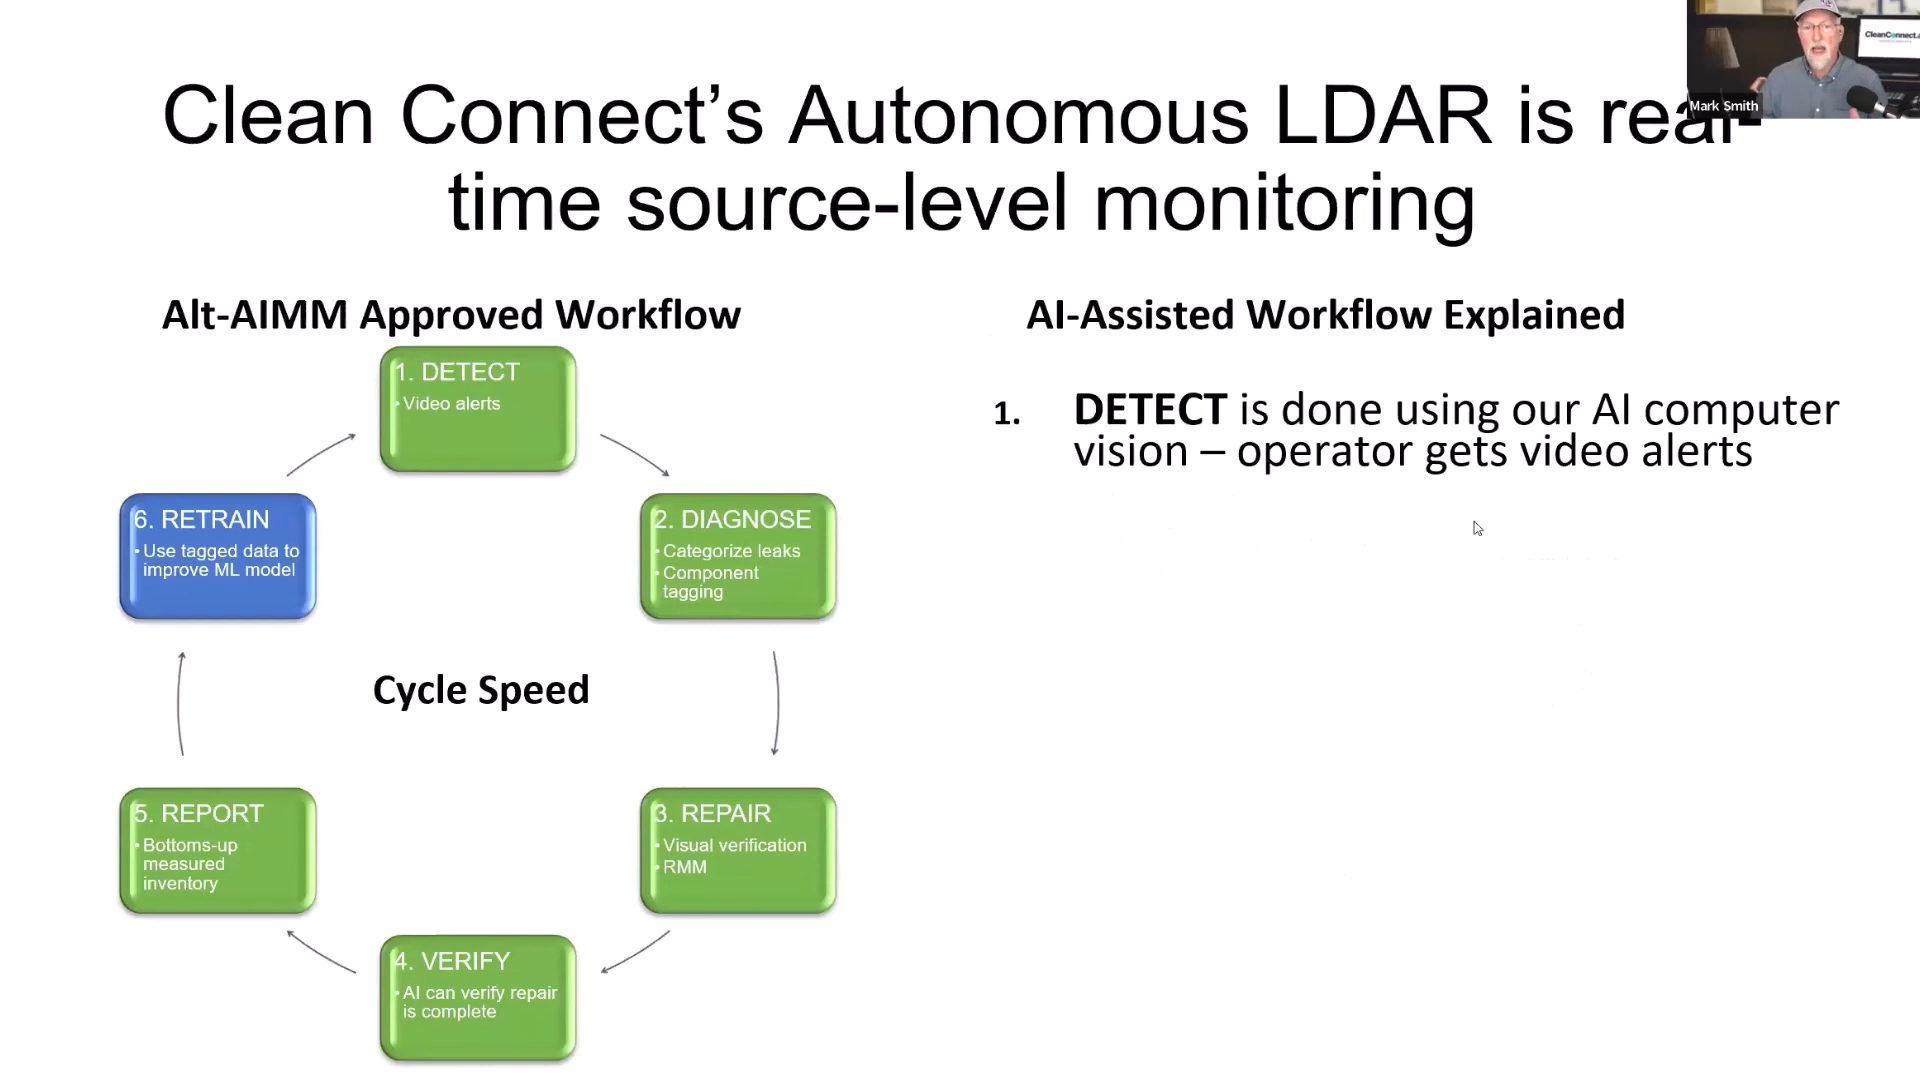 Clean Connect’s Autonomous LDAR is real-
time source-level monitoring
CleanConnect.a
Mark Smith
Alt-AIMM Approved Workflow
1. DETECT
•Video alerts
2. DIAGNOSE
•Categorize leaks
•Component
tagging
3. REPAIR
•Visual verification
•RMM
4. VERIFY
•AI can verify repair
is complete
5. REPORT
•Bottoms-up
measured
inventory
6. RETRAIN
•Use tagged data to
improve ML model
Cycle Speed
AI-Assisted Workflow Explained
1. DETECT is done using our AI computer
vision – operator gets video alerts